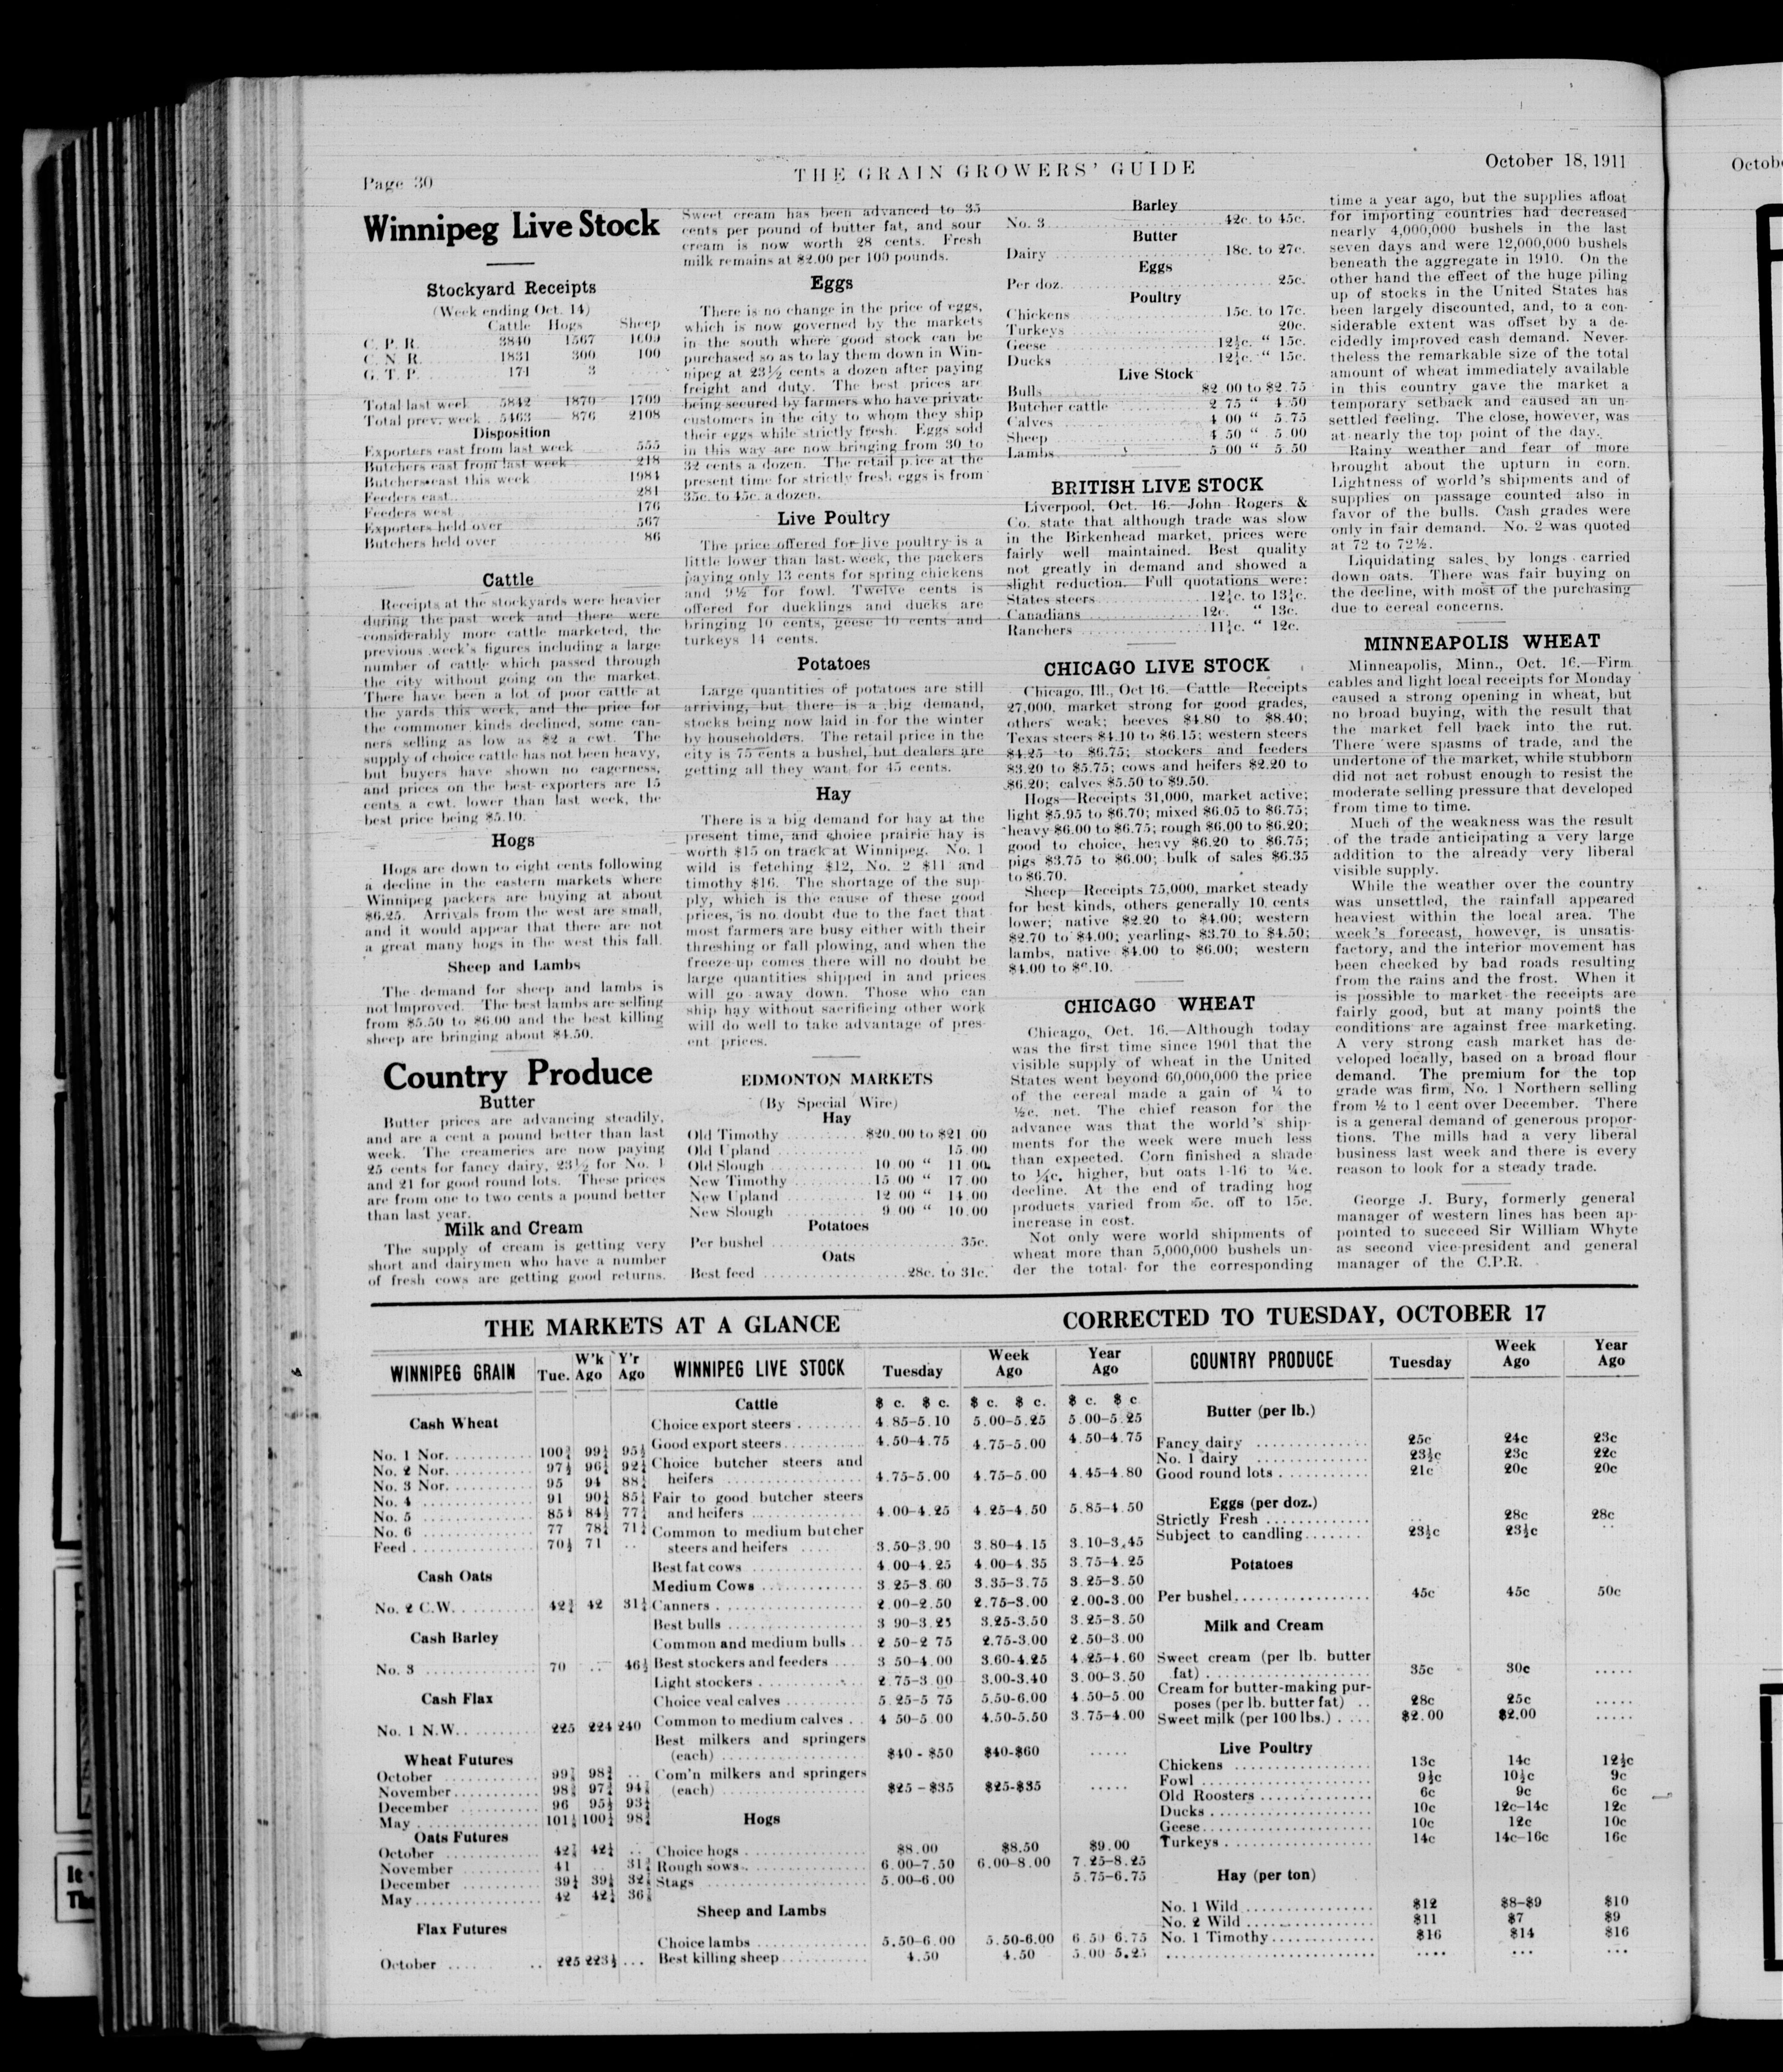 Page 30
THE GRAIN GROWERS' GUIDE
October 18, 1911
Winnipeg Live Stock
Stockyard Receipts
(Week ending Oct. 14)
Cattle Hogs Sheep
C. P. R. 3840 1567 1609
C. N. R. 1831 300 100
G. T. P. 171 3
Total last week 5842 1870 1709
Total prev. week 5463 876 2108
Disposition
Exporters east from last week 555
Butchers east from last week 218
Butchers east this week 1984
Feeders east 281
Feeders west 176
Exporters held over 567
Butchers held over 86
Cattle
Receipts at the stockyards were heavier
during the past week and there were
considerably more cattle marketed, the
previous week's figures including a large
number of cattle which passed through
the city without going on the market.
There have been a lot of poor cattle at
the yards this week, and the price for
the commoner kinds declined, some can-
ners selling as low as $2 a cwt. The
supply of choice cattle has not been heavy,
but buyers have shown no eagerness,
and prices on the best exporters are 15
cents a cwt. lower than last week, the
best price being $5.10.
Hogs
Hogs are down to eight cents following
a decline in the eastern markets where
Winnipeg packers are buying at about
$6.25. Arrivals from the west are small,
and it would appear that there are not
a great many hogs in the west this fall.
Sheep and Lambs
The demand for sheep and lambs is
not Improved. The best lambs are selling
from $5.50 to $6.00 and the best killing
sheep are bringing about $4.50.
Country Produce
Butter
Butter prices are advancing steadily,
and are a cent a pound better than last
week. The creameries are now paying
25 cents for fancy dairy, 23½ for No. 1
and 21 for good round lots. These prices
are from one to two cents a pound better
than last year.
Milk and Cream
The supply of cream is getting very
short and dairymen who have a number
of fresh cows are getting good returns.
Sweet cream has been advanced to 35
cents per pound of butter fat, and sour
cream is now worth 28 cents. Fresh
milk remains at $2.00 per 100 pounds.
Eggs
There is no change in the price of eggs,
which is now governed by the markets
in the south where good stock can be
purchased so as to lay them down in Win-
nipeg at 23½ cents a dozen after paying
freight and duty. The best prices are
being secured by farmers who have private
customers in the city to whom they ship
their eggs while strictly fresh. Eggs sold
in this way are now bringing from 30 to
32 cents a dozen. The retail price at the
present time for strictly fresh eggs is from
35c. to 45c. a dozen.
Live Poultry
The price offered for live poultry is a
little lower than last week, the packers
paying only 13 cents for spring chickens
and 9½ for fowl. Twelve cents is
offered for ducklings and ducks are
bringing 10 cents, geese 10 cents and
turkeys 14 cents.
Potatoes
Large quantities of potatoes are still
arriving, but there is a big demand,
stocks being now laid in for the winter
by householders. The retail price in the
city is 75 cents a bushel, but dealers are
getting all they want for 45 cents.
Hay
There is a big demand for hay at the
present time, and choice prairie hay is
worth $15 on track at Winnipeg. No. 1
wild is fetching $12, No. 2 $11 and
timothy $16. The shortage of the sup-
ply, which is the cause of these good
prices, is no doubt due to the fact that
most farmers are busy either with their
threshing or fall plowing, and when the
freeze-up comes there will no doubt be
large quantities shipped in and prices
will go away down. Those who can
ship hay without sacrificing other work
will do well to take advantage of pres-
ent prices.
EDMONTON MARKETS
(By Special Wire)
Hay
Old Timothy $20.00 to $21.00
Old Upland 15.00
Old Slough 10.00 " 11.00
New Timothy 15.00 " 17.00
New Upland 12.00 " 14.00
New Slough 9.00 " 10.00
Potatoes
Per bushel 35c.
Oats
Best feed 28c. to 31c.
Barley
No. 3 42c. to 45c.
Butter
Dairy 18c. to 27c.
Eggs
Per doz. 25c.
Poultry
Chickens 15c. to 17c.
Turkeys 20c.
Geese 12½c. " 15c.
Ducks 12½c. " 15c.
Live Stock
Bulls $2.00 to $2.75
Butcher cattle 2.75 " 4.50
Calves 4.00 " 5.75
Sheep 4.50 " 5.00
Lambs 5.00 " 5.50
BRITISH LIVE STOCK
Liverpool, Oct. 16.—John Rogers &
Co. state that although trade was slow
in the Birkenhead market, prices were
fairly well maintained. Best quality
not greatly in demand and showed a
slight reduction. Full quotations were:
States steers 12¾c. to 13¼c.
Canadians 12c. " 13c.
Ranchers 11¼c. " 12c.
CHICAGO LIVE STOCK
Chicago, Ill., Oct 16.—Cattle—Receipts
27,000, market strong for good grades,
others weak; beeves $4.80 to $8.40;
Texas steers $4.10 to $6.15; western steers
$4.25 to $6.75; stockers and feeders
$3.20 to $5.75; cows and heifers $2.20 to
$6.20; calves $5.50 to $9.50.
Hogs—Receipts 31,000, market active;
light $5.95 to $6.70; mixed $6.05 to $6.75;
heavy $6.00 to $6.75; rough $6.00 to $6.20;
good to choice, heavy $6.20 to $6.75;
pigs $3.75 to $6.00; bulk of sales $6.35
to $6.70.
Sheep—Receipts 75,000, market steady
for best kinds, others generally 10 cents
lower; native $2.20 to $4.00; western
$2.70 to $4.00; yearlings $3.70 to $4.50;
lambs, native $4.00 to $6.00; western
$4.00 to
CHICAGO WHEAT
Chicago, Oct. 16.—Although today
was the first time since 1901 that the
visible supply of wheat in the United
States went beyond 60,000,000 the price
of the cereal made a gain of ¼ to
½c. net. The chief reason for the
advance was that the world's ship-
ments for the week were much less
than expected. Corn finished a shade
to ¼c. higher, but oats 1-16 to ¼c.
decline. At the end of trading hog
products varied from 5c. off to 15c.
increase in cost.
Not only were world shipments of
wheat more than 5,000,000 bushels un-
der the total for the corresponding
time a year ago, but the supplies afloat
for importing countries had decreased
nearly 4,000,000 bushels in the last
seven days and were 12,000,000 bushels
beneath the aggregate in 1910. On the
other hand the effect of the huge piling
up of stocks in the United States has
been largely discounted, and, to a con-
siderable extent was offset by a de-
cidedly improved cash demand. Never-
theless the remarkable size of the total
amount of wheat immediately available
in this country gave the market a
temporary setback and caused an un-
settled feeling. The close, however, was
at nearly the top point of the day.
Rainy weather and fear of more
brought about the upturn in corn.
Lightness of world's shipments and of
supplies on passage counted also in
favor of the bulls. Cash grades were
only in fair demand. No. 2 was quoted
at 72 to 72½.
Liquidating sales by longs carried
down oats. There was fair buying on
the decline, with most of the purchasing
due to cereal concerns.
MINNEAPOLIS WHEAT
Minneapolis, Minn., Oct. 16.—Firm
cables and light local receipts for Monday
caused a strong opening in wheat, but
no broad buying, with the result that
the market fell back into the rut.
There were spasms of trade, and the
undertone of the market, while stubborn
did not act robust enough to resist the
moderate selling pressure that developed
from time to time.
Much of the weakness was the result
of the trade anticipating a very large
addition to the already very liberal
visible supply.
While the weather over the country
was unsettled, the rainfall appeared
heaviest within the local area. The
week's forecast, however, is unsatis-
factory, and the interior movement has
been checked by bad roads resulting
from the rains and the frost. When it
is possible to market the receipts are
fairly good, but at many points the
conditions are against free marketing.
A very strong cash market has de-
veloped locally, based on a broad flour
demand. The premium for the top
grade was firm, No. 1 Northern selling
from ½ to 1 cent over December. There
is a general demand of generous propor-
tions. The mills had a very liberal
business last week and there is every
reason to look for a steady trade.
George J. Bury, formerly general
manager of western lines has been ap-
pointed to succeed Sir William Whyte
as second vice-president and general
manager of the C.P.R.
THE MARKETS AT A GLANCE
CORRECTED TO TUESDAY, OCTOBER 17
WINNIPEG GRAIN Tue. W'k Ago Y'r Ago
Cash Wheat
No. 1 Nor. 100¾ 99¼ 95½
No. 2 Nor. 97½ 96¼ 92½
No. 3 Nor. 95 94 88½
No. 4 91 90¼ 85¼
No. 5 84½ 77¼
No. 6 77 78¼ 71¼
Feed 70½ 71 ..
Cash Oats
No. 2 C.W. 42¾ 42 31¼
Cash Barley
No. 3 70 .. 46½
Cash Flax
No. 1 N.W. 225 224 240
Wheat Futures
October 99⅞ 98¾ ..
November 98⅞ 97¾ 94⅞
December 96 95½ 93¼
May 101¼ 100¼ 98¾
Oats Futures
October 42⅞ 42¼ ..
November 41 .. 31¾
December 39¼ 39¼ 32⅞
May 42 42¼ 36⅞
Flax Futures
October .. 225 223½ ...
WINNIPEG LIVE STOCK Tuesday Week Ago Year Ago
Cattle $ c. $ c. $ c. $ c. $ c. $ c
Choice export steers 4.85-5.10 5.00-5.25 5.00-5.25
Good export steers 4.50-4.75 4.75-5.00 4.50-4.75
Choice butcher steers and
heifers 4.75-5.00 4.75-5.00 4.45-4.80
Fair to good butcher steers
and heifers 4.00-4.25 4.25-4.50 5.85-4.50
Common to medium butcher
steers and heifers 3.50-3.90 3.80-4.15 3.10-3.45
Best fat cows 4.00-4.25 4.00-4.35 3.75-4.25
Medium Cows 3.25-3.60 3.35-3.75 3.25-3.50
Canners 2.00-2.50 2.75-3.00 2.00-3.00
Best bulls 3 90-3.25 3.25-3.50 3.25-3.50
Common and medium bulls 2 50-2 75 2.75-3.00 2.50-3.00
Best stockers and feeders 3 50-4.00 3.60-4.25 4.25-4.60
Light stockers 2.75-3.00 3.00-3.40 3.00-3.50
Choice veal calves 5.25-5 75 5.50-6.00 4.50-5.00
Common to medium calves 4 50-5.00 4.50-5.50 3.75-4.00
Best milkers and springers
(each) $40 - $50 $40-$60 .....
Com'n milkers and springers
(each) $25 - $35 $25-$35 .....
Hogs
Choice hogs $8.00 $8.50 $9.00
Rough sows 6.00-7.50 6.00-8.00 7.25-8.25
Stags 5.00-6.00 5.75-6.75
Sheep and Lambs
Choice lambs 5.50-6.00 5.50-6.00 6.50-6.75
Best killing sheep 4.50 4.50 5.00-5.25
COUNTRY PRODUCE Tuesday Week Ago Year Ago
Butter (per lb.)
Fancy dairy 25c 24c 23c
No. 1 dairy 23½c 23c 22c
Good round lots 21c 20c 20c
Eggs (per doz.)
Strictly Fresh .. 28c 28c
Subject to candling 23½c 23½c ..
Potatoes
Per bushel 45c 45c 50c
Milk and Cream
Sweet cream (per lb. butter
fat) 35c 30c .....
Cream for butter-making pur-
poses (per lb. butter fat) 28c 25c .....
Sweet milk (per 100 lbs.) $2.00 $2.00 .....
Live Poultry
Chickens 13c 14c 12½c
Fowl 9½c 10½c 9c
Old Roosters 6c 9c 6c
Ducks 10c 12c-14c 12c
Geese 10c 12c 10c
Turkeys 14c 14c-16c 16c
Hay (per ton)
No. 1 Wild $12 $8-$9 $10
No. 2 Wild $11 $7 $9
No. 1 Timothy $16 $14 $16
Octob
It
Th